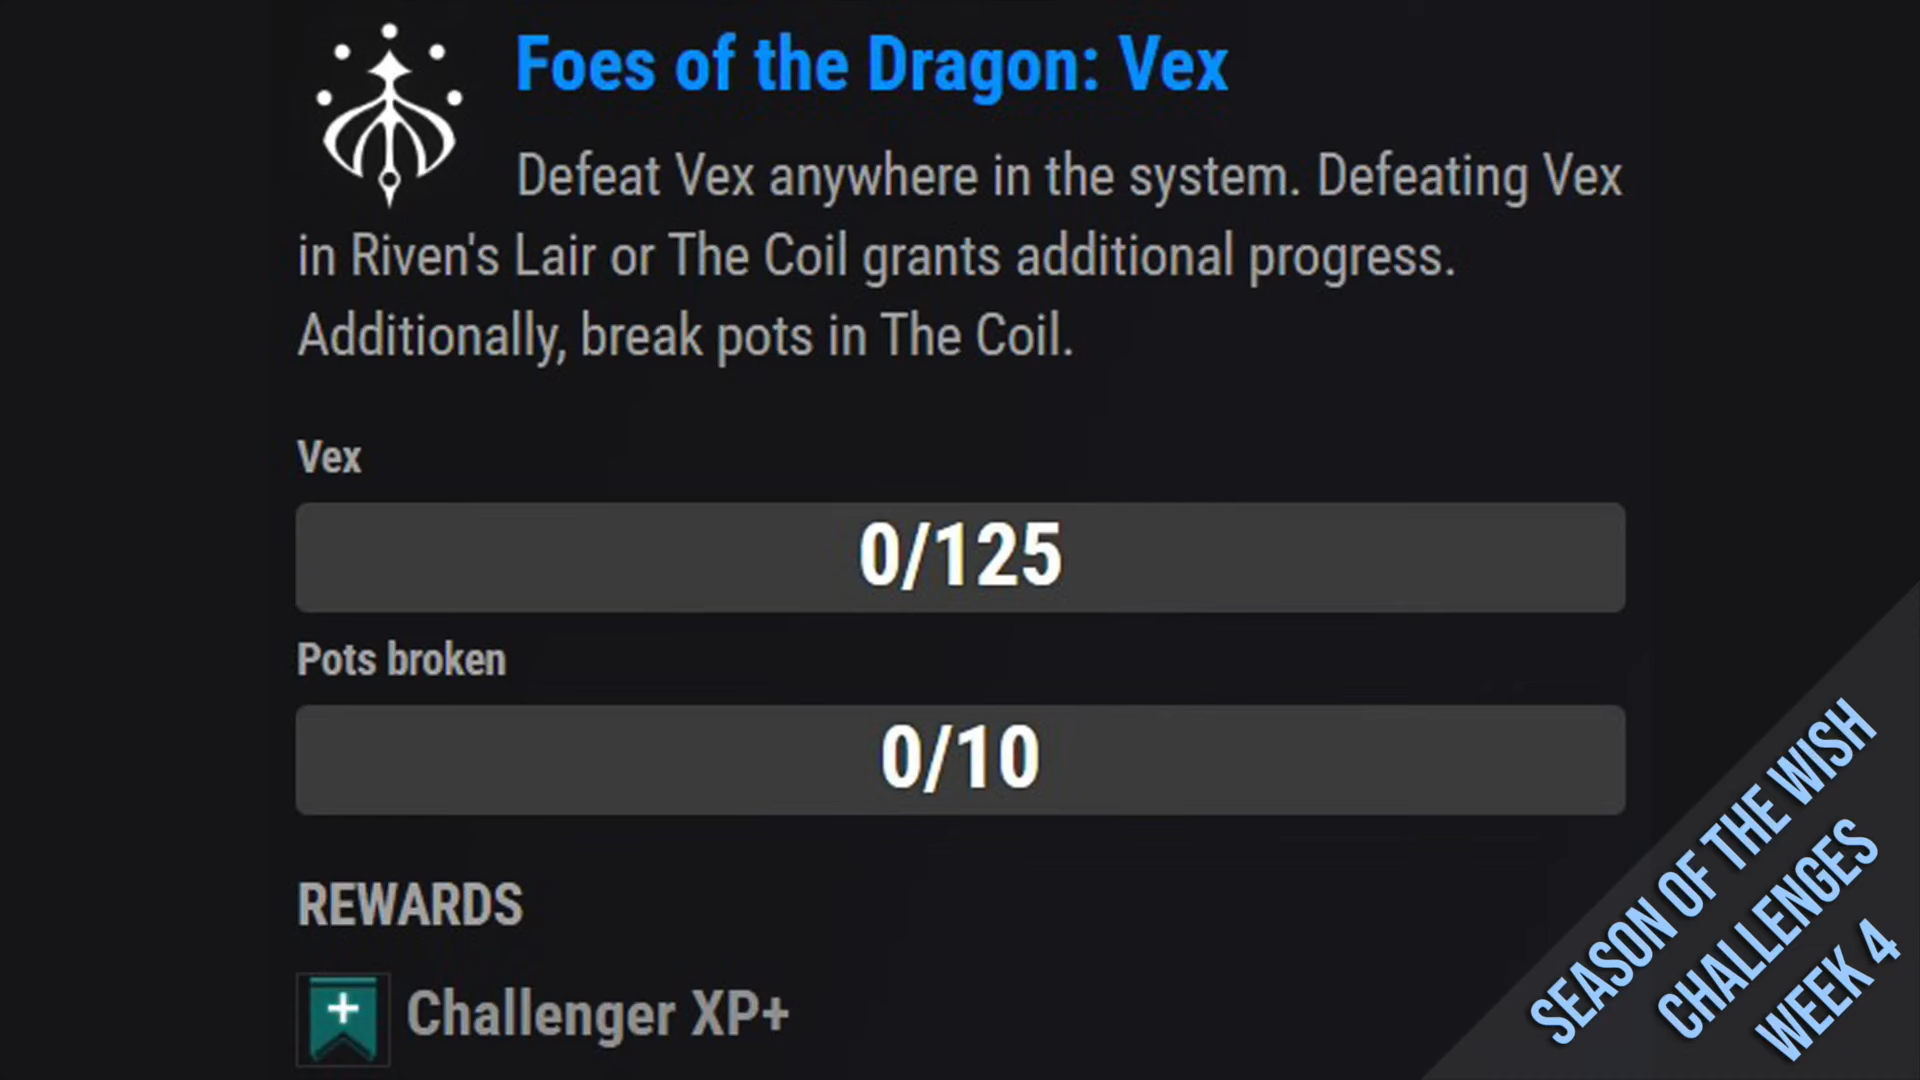 Foes of the Dragon: Vex
Defeat Vex anywhere in the system. Defeating Vex
in Riven's Lair or The Coil grants additional progress.
Additionally, break pots in The Coil.
Vex
0/125
Pots broken
0/10
REWARDS
Challenger XP+
SEASON OF THE WISH
CHALLENGES
WEEK 4